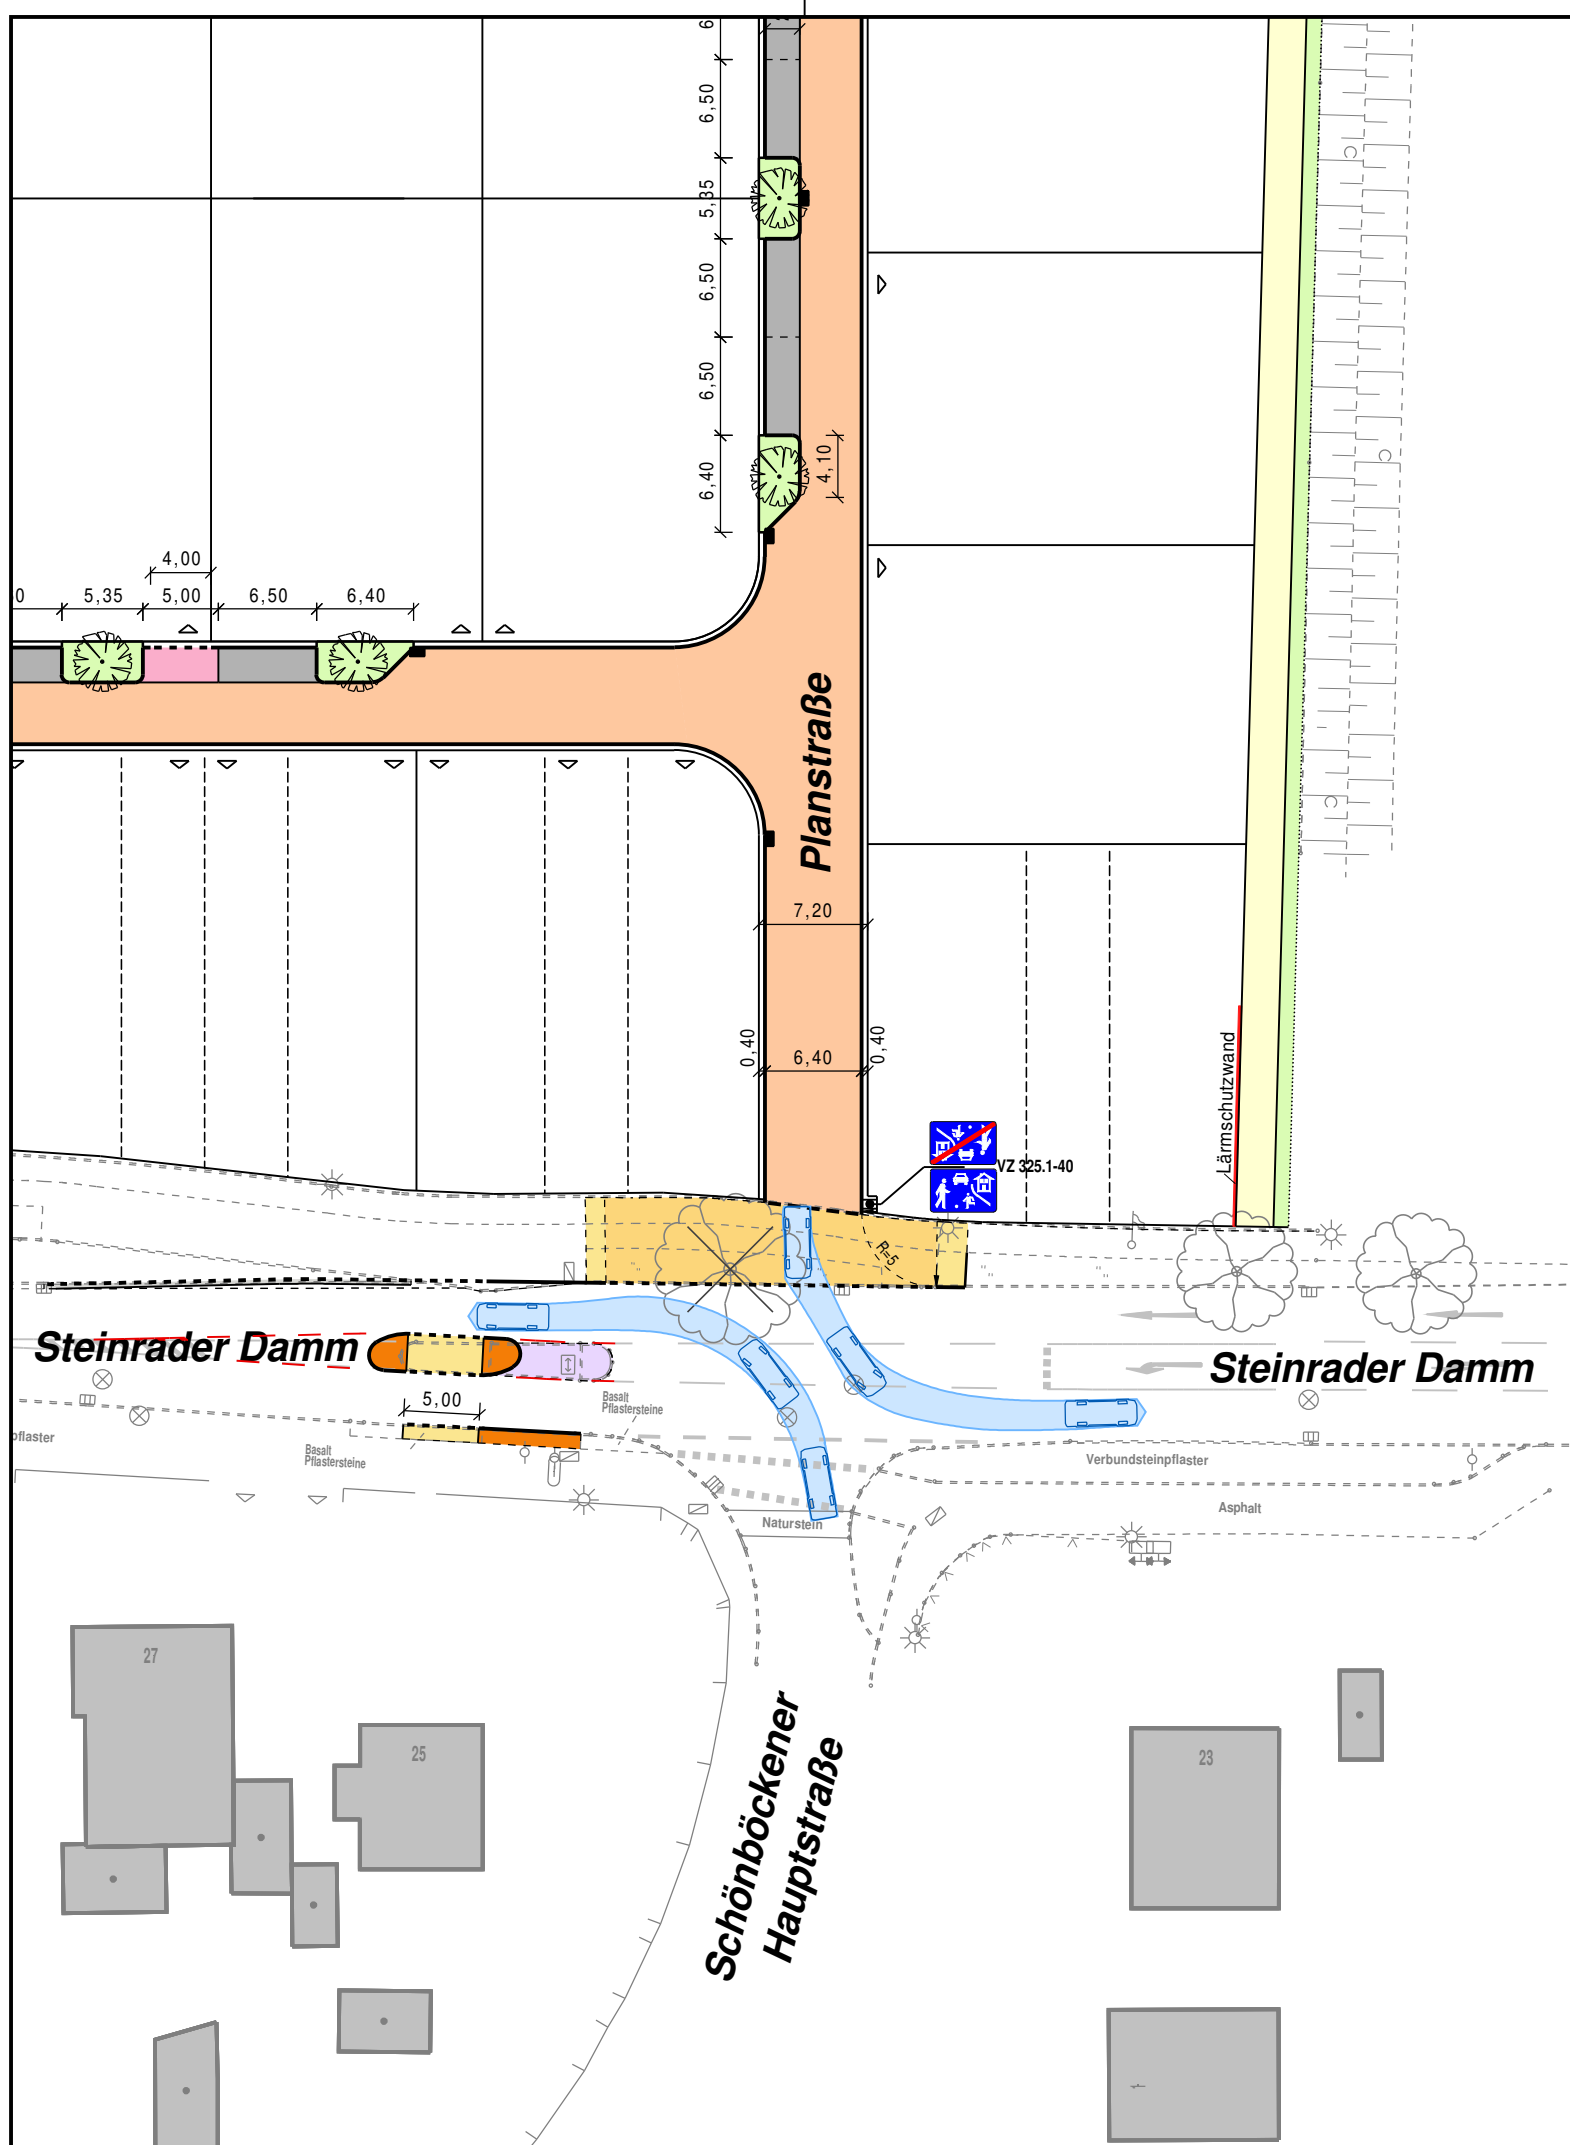 6
6,50
5,35
6,50
6,50
6,40
4,10
4,00
5,35
5,00
6,50
6,40
Planstraße
7,20
0,40
6,40
0,40
Lärmschutzwand
VZ 325.1-40
R=5
Steinrader Damm
Steinrader Damm
5,00
Basalt
Pflastersteine
Basalt
Pflastersteine
pflaster
Verbundsteinpflaster
Asphalt
Naturstein
27
25
23
Schönböckener
Hauptstraße